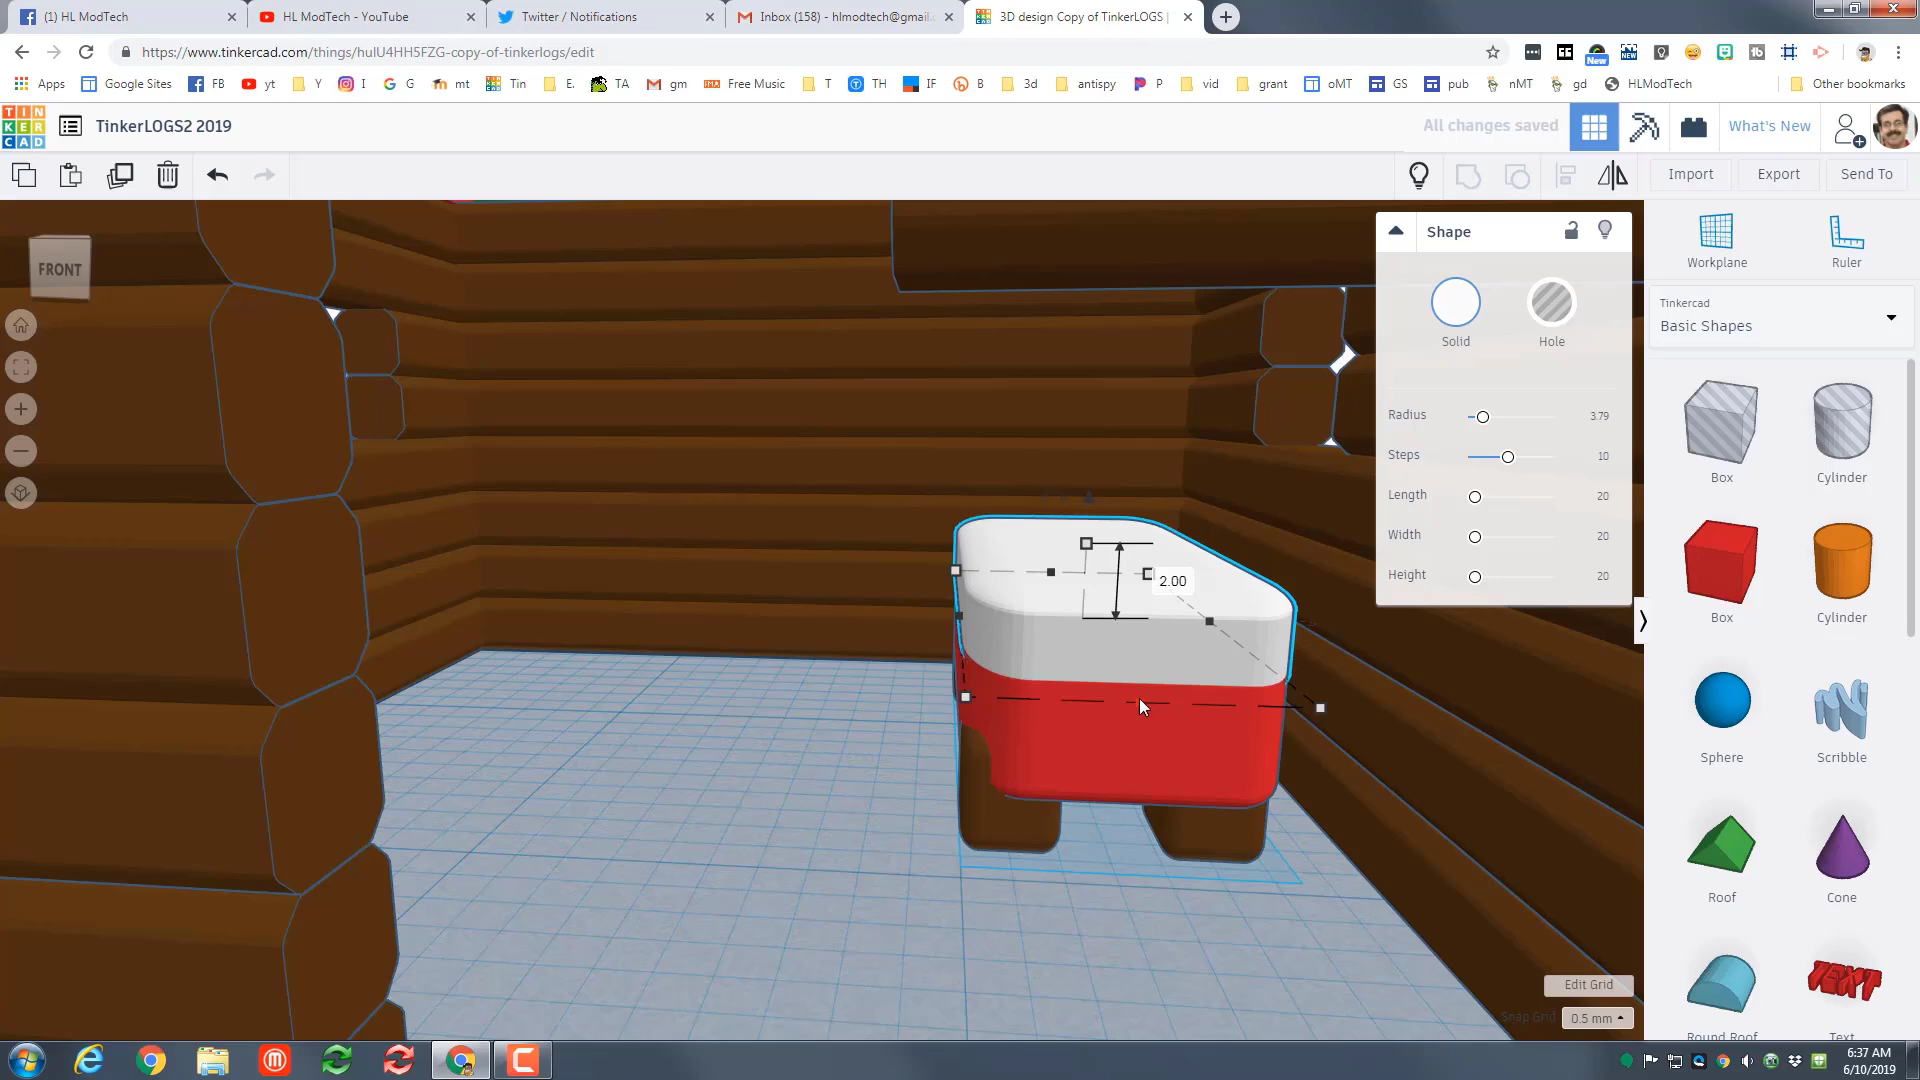 (1) HL ModTech
HL ModTech - YouTube
Twitter / Notifications
Inbox (158) - hlmodtech@gmail.c
3D design Copy of TinkerLOGS |
https://www.tinkercad.com/things/hulU4HH5FZG-copy-of-tinkerlogs/edit
New
Apps
Google Sites
FB
yt
Y
I
G
mt
Tin
E.
TA
gm
Free Music
T
TH
IF
B
3d
antispy
P
vid
grant
oMT
GS
pub
nMT
gd
HLModTech
Other bookmarks
TIN
KER
CAD
TinkerLOGS2 2019
All changes saved
What's New
Import
Export
Send To
FRONT
Shape
Solid
Hole
Radius 3.79
Steps 10
Length 20
Width 20
Height 20
2.00
Workplane
Ruler
Tinkercad
Basic Shapes
Box
Cylinder
Box
Cylinder
Sphere
Scribble
Roof
Cone
TEXT
Round Roof
Text
Edit Grid
Snap Grid 0.5 mm
6:37 AM
6/10/2019